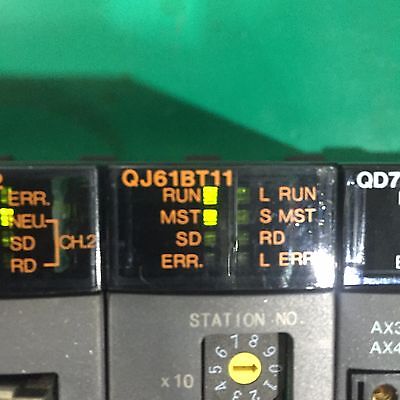 ERR.
NEU.
SD
CH.2
RD
QJ61BT11
RUN L RUN
MST S MST
SD RD
ERR. L ERR
STATION NO.
x10
QD7
AX3
AX4